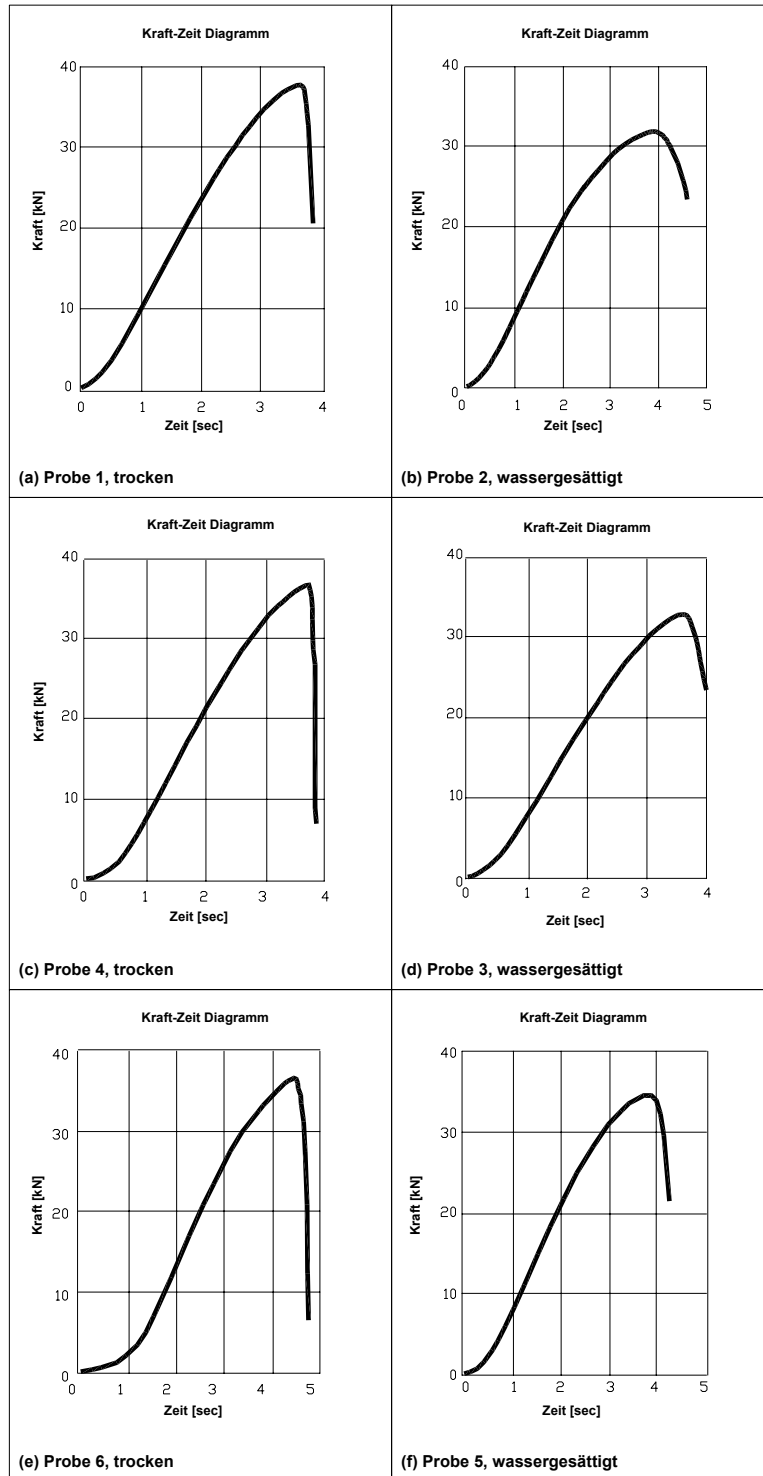 Kraft-Zeit Diagramm
40
30
20
10
0
Kraft [kN]
0 1 2 3 4
Zeit [sec]
(a) Probe 1, trocken
Kraft-Zeit Diagramm
40
30
20
10
0
Kraft [kN]
0 1 2 3 4 5
Zeit [sec]
(b) Probe 2, wassergesättigt
Kraft-Zeit Diagramm
40
30
20
10
0
Kraft [kN]
0 1 2 3 4
Zeit [sec]
(c) Probe 4, trocken
Kraft-Zeit Diagramm
40
30
20
10
0
Kraft [kN]
0 1 2 3 4
Zeit [sec]
(d) Probe 3, wassergesättigt
Kraft-Zeit Diagramm
40
30
20
10
0
Kraft [kN]
0 1 2 3 4 5
Zeit [sec]
(e) Probe 6, trocken
Kraft-Zeit Diagramm
40
30
20
10
0
Kraft [kN]
0 1 2 3 4 5
Zeit [sec]
(f) Probe 5, wassergesättigt